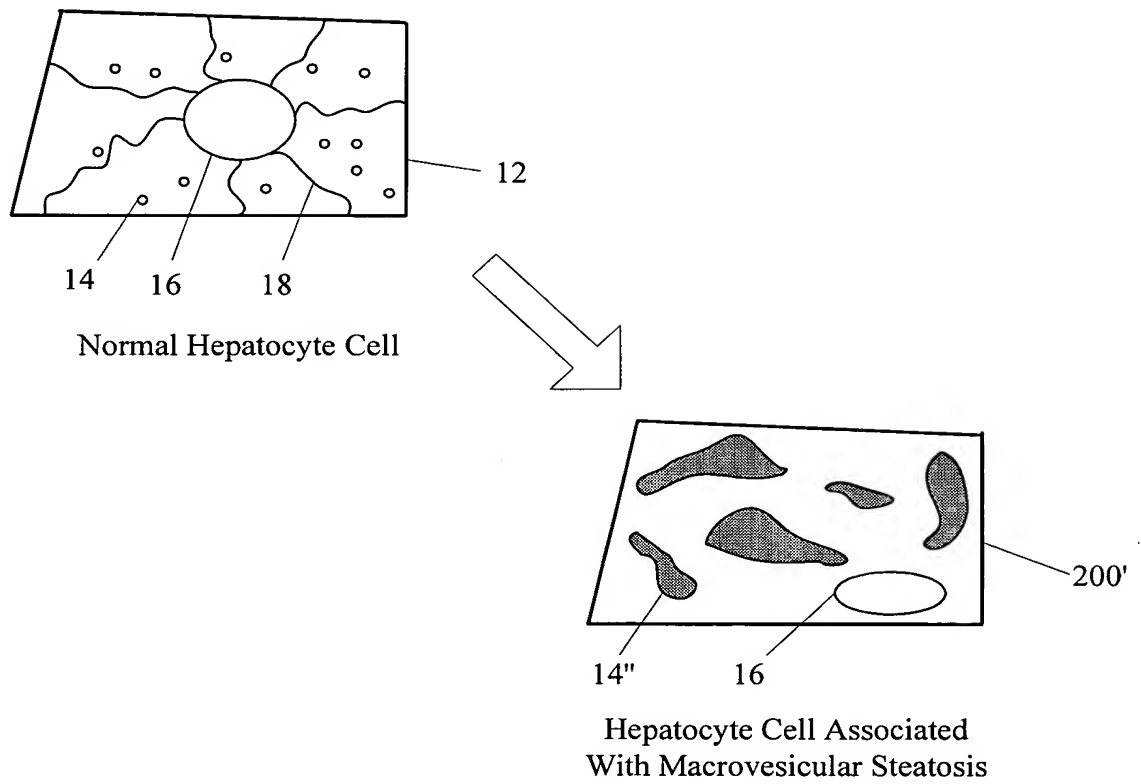 12
14
16
18
Normal Hepatocyte Cell
200'
14"
16
Hepatocyte Cell Associated
With Macrovesicular Steatosis